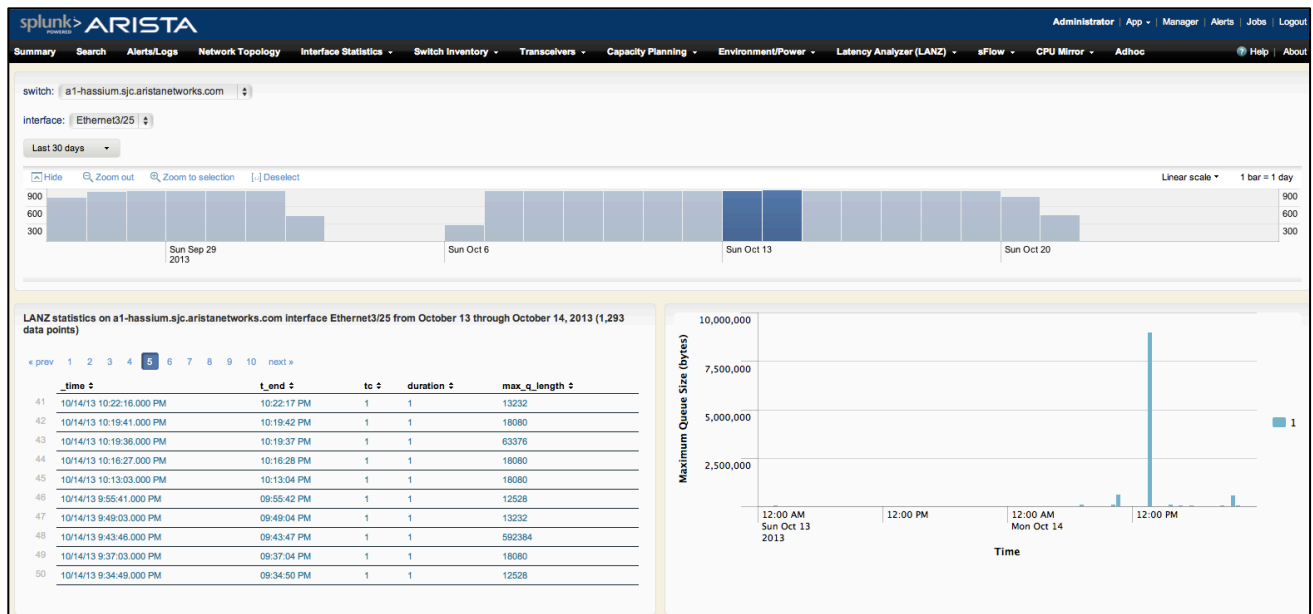 splunk> ARISTA
POWERED
Administrator | App | Manager | Alerts | Jobs | Logout
Summary Search Alerts/Logs Network Topology Interface Statistics Switch Inventory Transceivers Capacity Planning Environment/Power Latency Analyzer (LANZ) sFlow CPU Mirror Adhoc ? Help | About
switch: a1-hassium.sjc.aristanetworks.com
interface: Ethernet3/25
Last 30 days
Hide Zoom out Zoom to selection Deselect Linear scale 1 bar = 1 day
900 900
600 600
300 300
Sun Sep 29 Sun Oct 6 Sun Oct 13 Sun Oct 20
2013
LANZ statistics on a1-hassium.sjc.aristanetworks.com interface Ethernet3/25 from October 13 through October 14, 2013 (1,293
data points)
« prev 1 2 3 4 5 6 7 8 9 10 next »
_time t_end tc duration max_q_length
41 10/14/13 10:22:16.000 PM 10:22:17 PM 1 1 13232
42 10/14/13 10:19:41.000 PM 10:19:42 PM 1 1 18080
43 10/14/13 10:19:36.000 PM 10:19:37 PM 1 1 63376
44 10/14/13 10:16:27.000 PM 10:16:28 PM 1 1 18080
45 10/14/13 10:13:03.000 PM 10:13:04 PM 1 1 18080
46 10/14/13 9:55:41.000 PM 09:55:42 PM 1 1 12528
47 10/14/13 9:49:03.000 PM 09:49:04 PM 1 1 13232
48 10/14/13 9:43:46.000 PM 09:43:47 PM 1 1 592384
49 10/14/13 9:37:03.000 PM 09:37:04 PM 1 1 18080
50 10/14/13 9:34:49.000 PM 09:34:50 PM 1 1 12528
Maximum Queue Size (bytes)
10,000,000
7,500,000
5,000,000
2,500,000
1
12:00 AM 12:00 PM 12:00 AM 12:00 PM
Sun Oct 13 Mon Oct 14
2013
Time